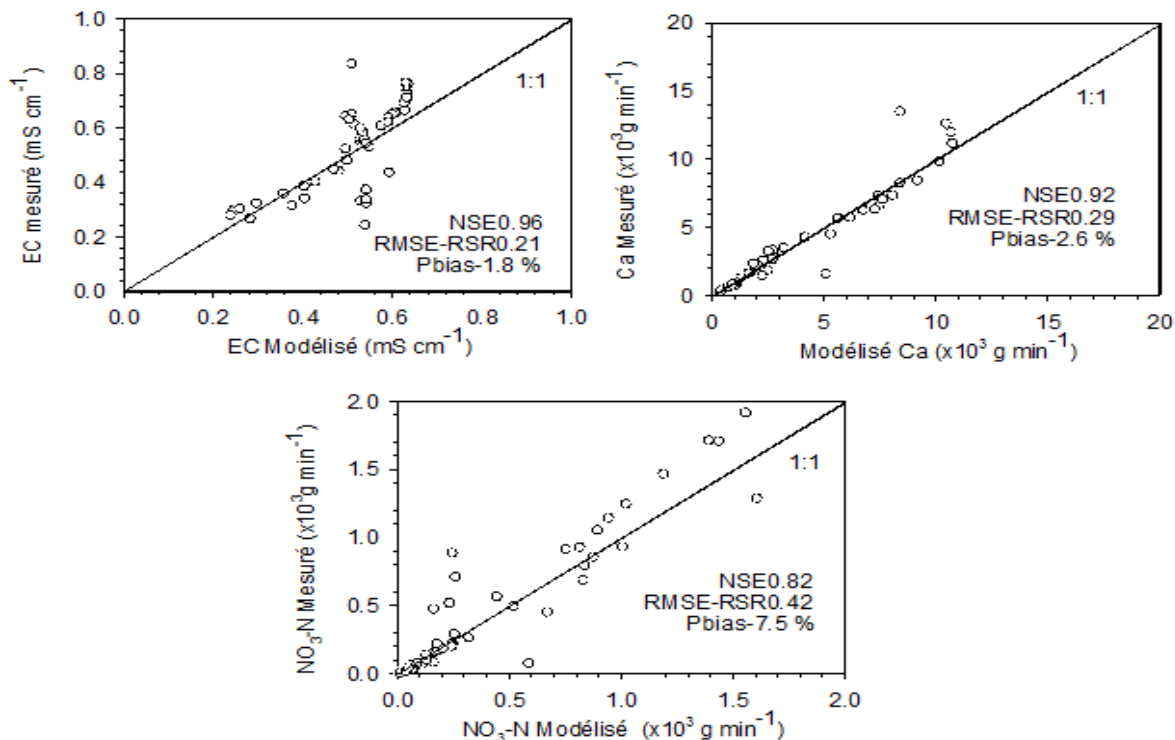 EC mesuré (mS cm⁻¹)
1.0
0.8
0.6
0.4
0.2
0.0
1:1
NSE0.96
RMSE-RSR0.21
Pbias-1.8 %
0.0 0.2 0.4 0.6 0.8 1.0
EC Modélisé (mS cm⁻¹)
Ca Mesuré (x10³g min⁻¹)
20
15
10
5
0
1:1
NSE0.92
RMSE-RSR0.29
Pbias-2.6 %
0 5 10 15 20
Modélisé Ca (x10³ g min⁻¹)
NO₃-N Mesuré (x10³g min⁻¹)
2.0
1.5
1.0
0.5
0.0
1:1
NSE0.82
RMSE-RSR0.42
Pbias-7.5 %
0.0 0.5 1.0 1.5 2.0
NO₃-N Modélisé (x10³ g min⁻¹)